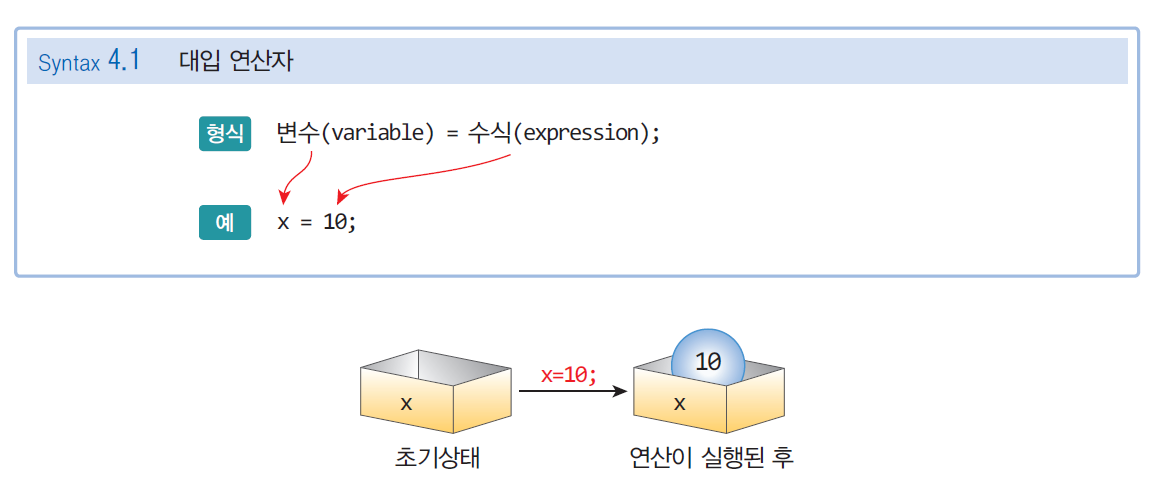 Syntax 4.1 대입 연산자
형식 변수(variable) = 수식(expression);
예 x = 10;
x=10;
10
x
x
초기상태
연산이 실행된 후